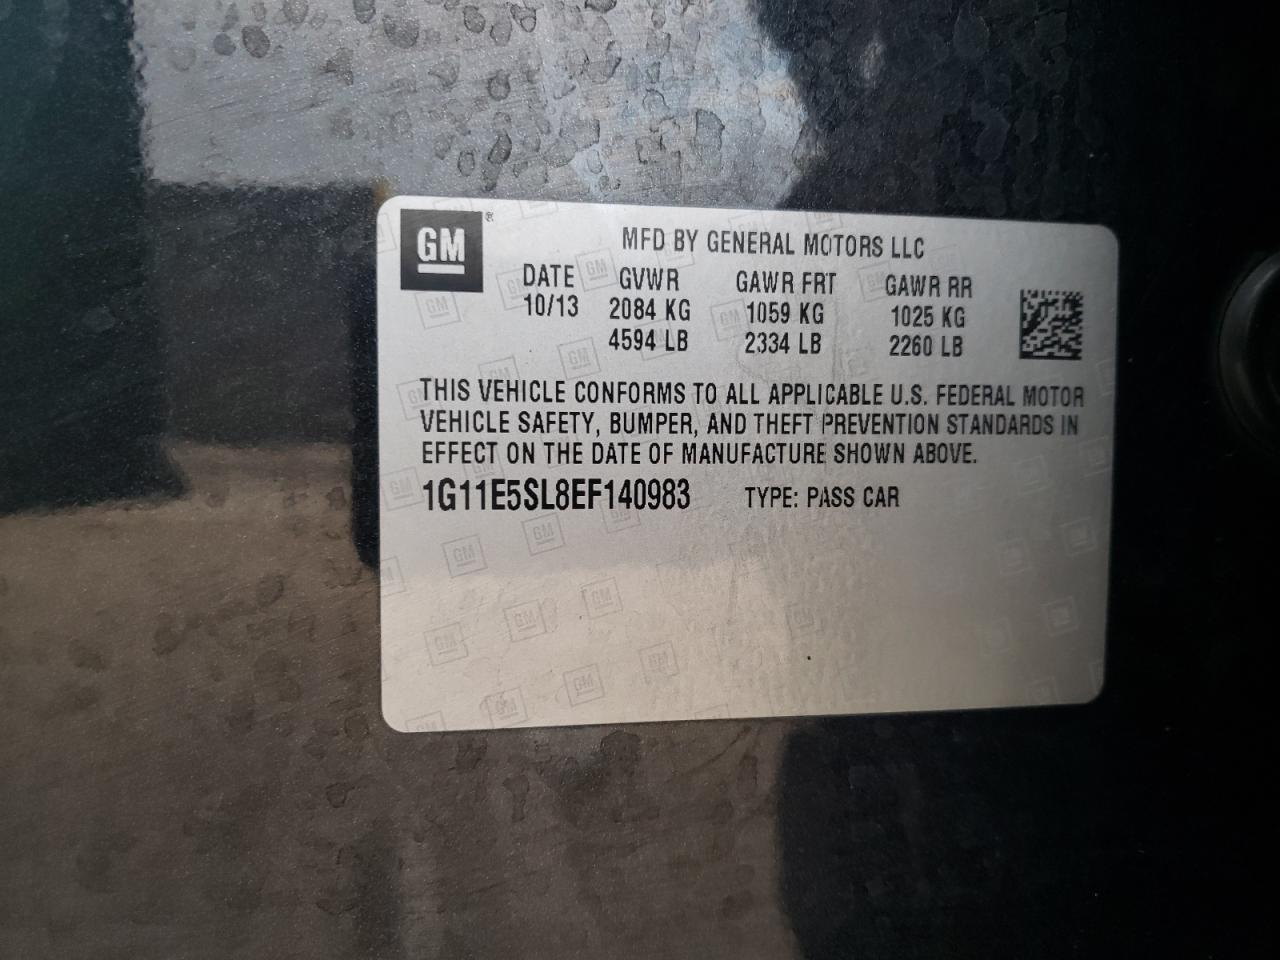 GM®
MFD BY GENERAL MOTORS LLC
DATE GVWR GAWR FRT GAWR RR
10/13 2084 KG 1059 KG 1025 KG
4594 LB 2334 LB 2260 LB
THIS VEHICLE CONFORMS TO ALL APPLICABLE U.S. FEDERAL MOTOR
VEHICLE SAFETY, BUMPER, AND THEFT PREVENTION STANDARDS IN
EFFECT ON THE DATE OF MANUFACTURE SHOWN ABOVE.
1G11E5SL8EF140983 TYPE: PASS CAR